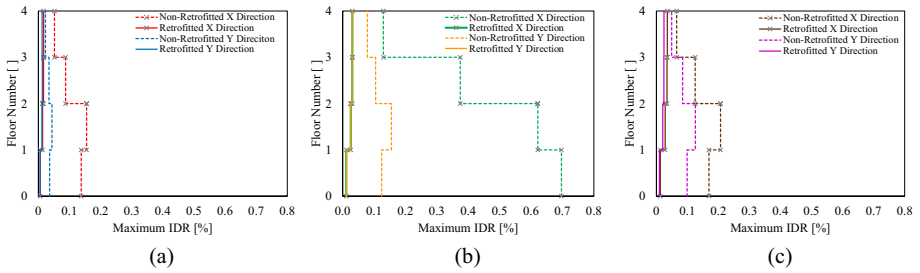 Floor Number [ ]
4
3
2
1
0
Non-Retrofitted X Direction
Retrofitted X Direction
Non-Retrofitted Y Direciton
Retrofitted Y Direction
0 0.1 0.2 0.3 0.4 0.5 0.6 0.7 0.8
Maximum IDR [%]
(a)
Floor Number [ ]
4
3
2
1
0
Non-Retrofitted X Direction
Retrofitted X Direction
Non-Retrofitted Y Direction
Retrofitted Y Direction
0.0 0.1 0.2 0.3 0.4 0.5 0.6 0.7 0.8
Maximum IDR [%]
(b)
Floor Number [ ]
4
3
2
1
0
Non-Retrofitted X Direction
Retrofitted X Direction
Non-Retrofitted Y Direction
Retrofitted Y Direction
0 0.1 0.2 0.3 0.4 0.5 0.6 0.7 0.8
Maximum IDR [%]
(c)